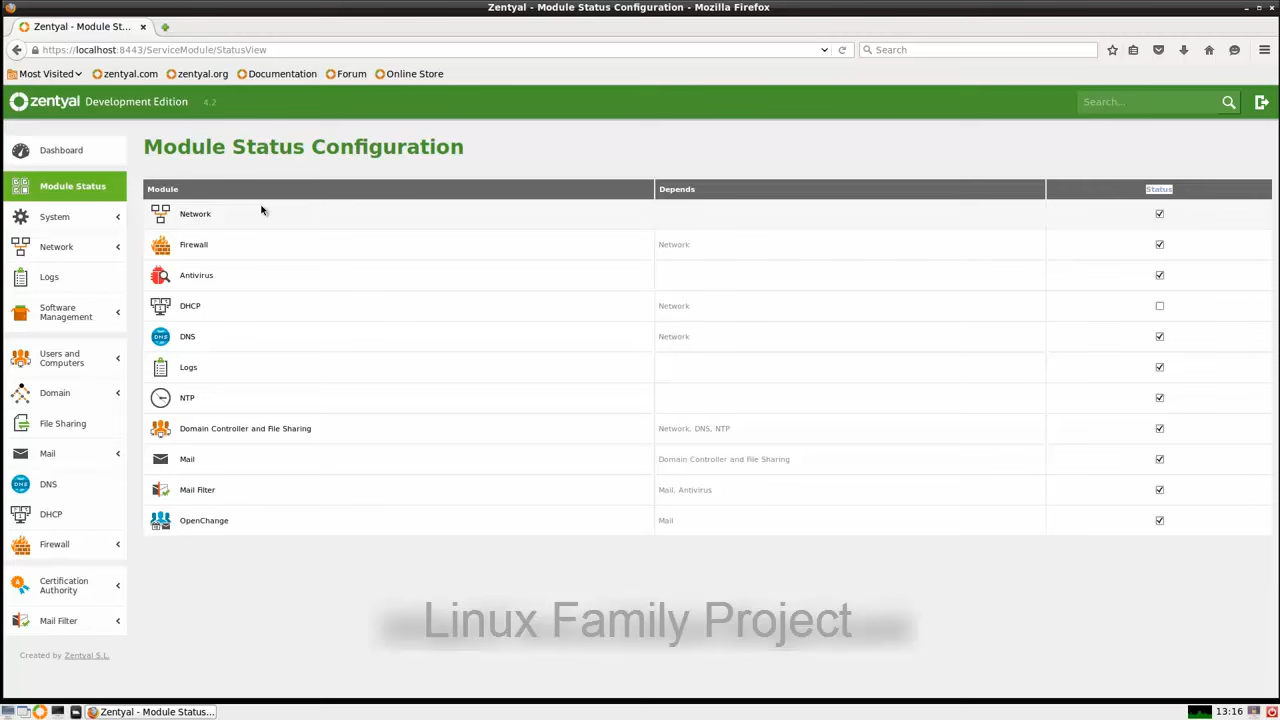 Zentyal - Module Status Configuration - Mozilla Firefox
Zentyal - Module St...
https://localhost:8443/ServiceModule/StatusView
Search
Most Visited
zentyal.com
zentyal.org
Documentation
Forum
Online Store
zentyal Development Edition 4.2
Search...
Dashboard
Module Status
System
Network
Logs
Software
Management
Users and
Computers
Domain
File Sharing
Mail
DNS
DHCP
Firewall
Certification
Authority
Mail Filter
Created by Zentyal S.L.
Module Status Configuration
Module Depends Status
Network
Firewall Network
Antivirus
DHCP Network
DNS Network
Logs
NTP
Domain Controller and File Sharing Network, DNS, NTP
Mail Domain Controller and File Sharing
Mail Filter Mail, Antivirus
OpenChange Mail
Linux Family Project
Zentyal - Module Status...
13:16